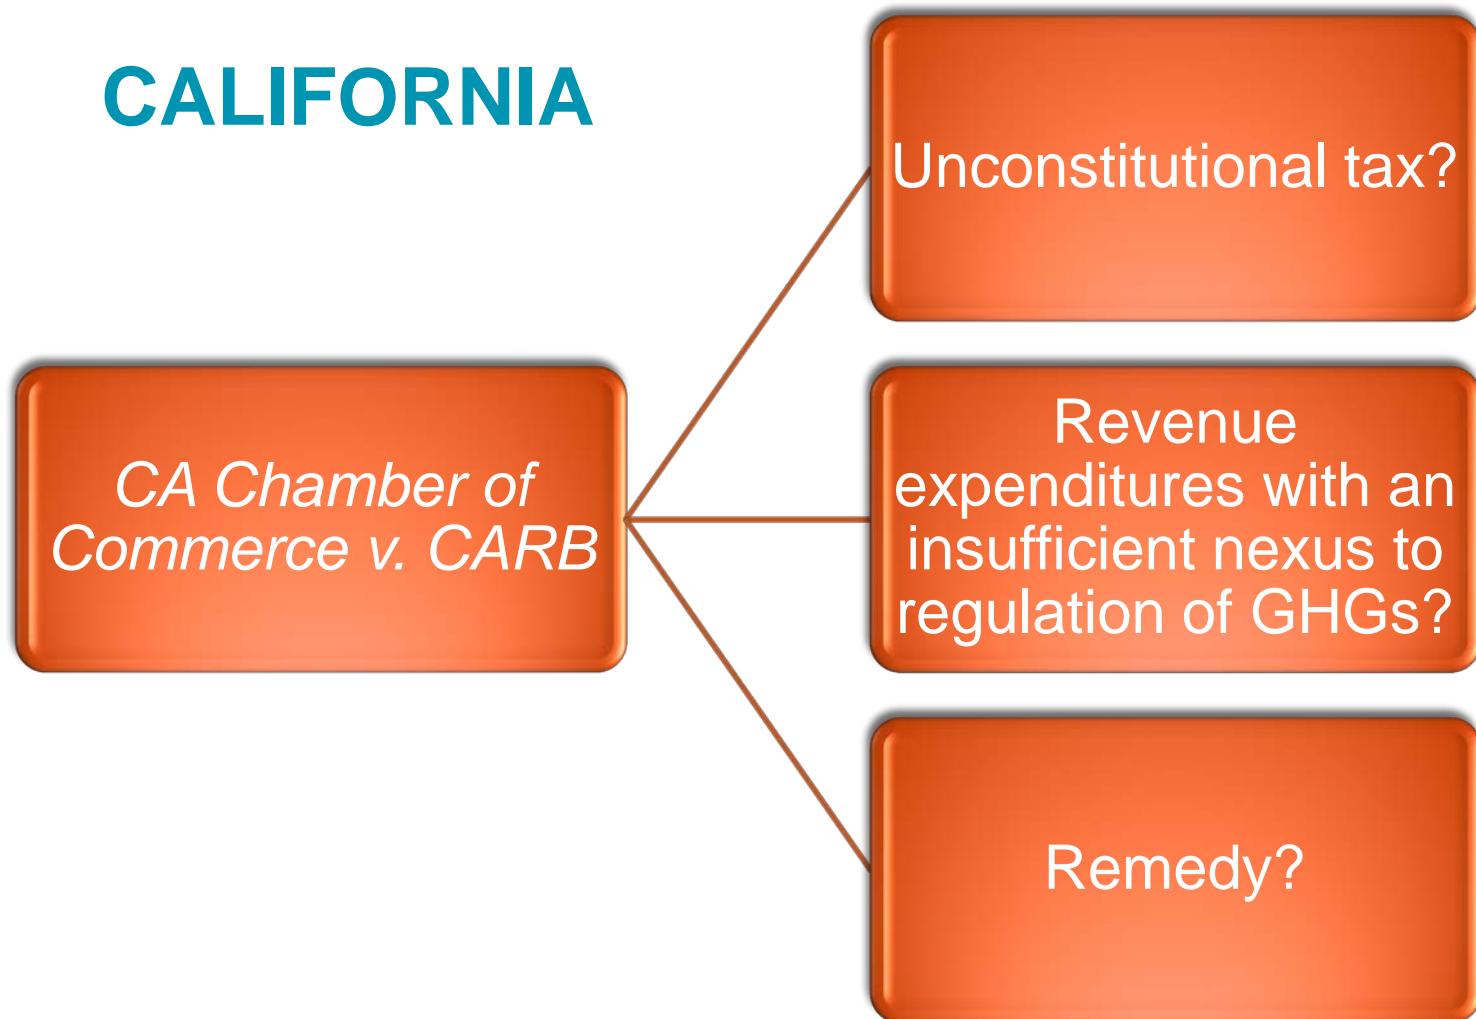 CALIFORNIA
CA Chamber of
Commerce v. CARB
Unconstitutional tax?
Revenue
expenditures with an
insufficient nexus to
regulation of GHGs?
Remedy?